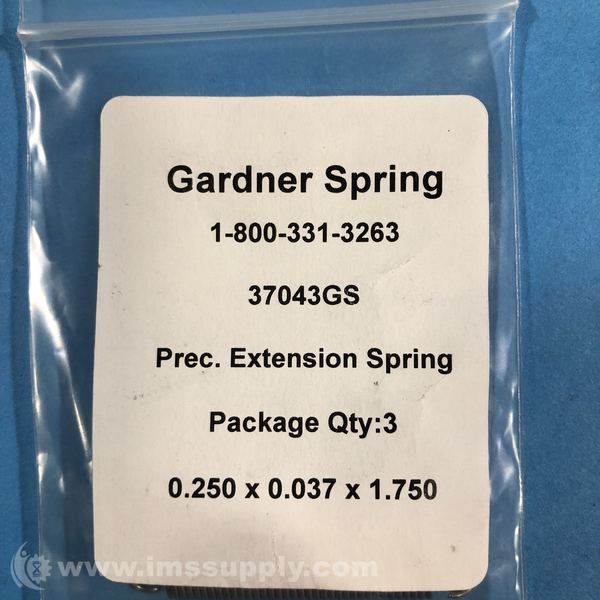 Gardner Spring
1-800-331-3263
37043GS
Prec. Extension Spring
Package Qty:3
0.250 x 0.037 x 1.750
www.imssupply.com